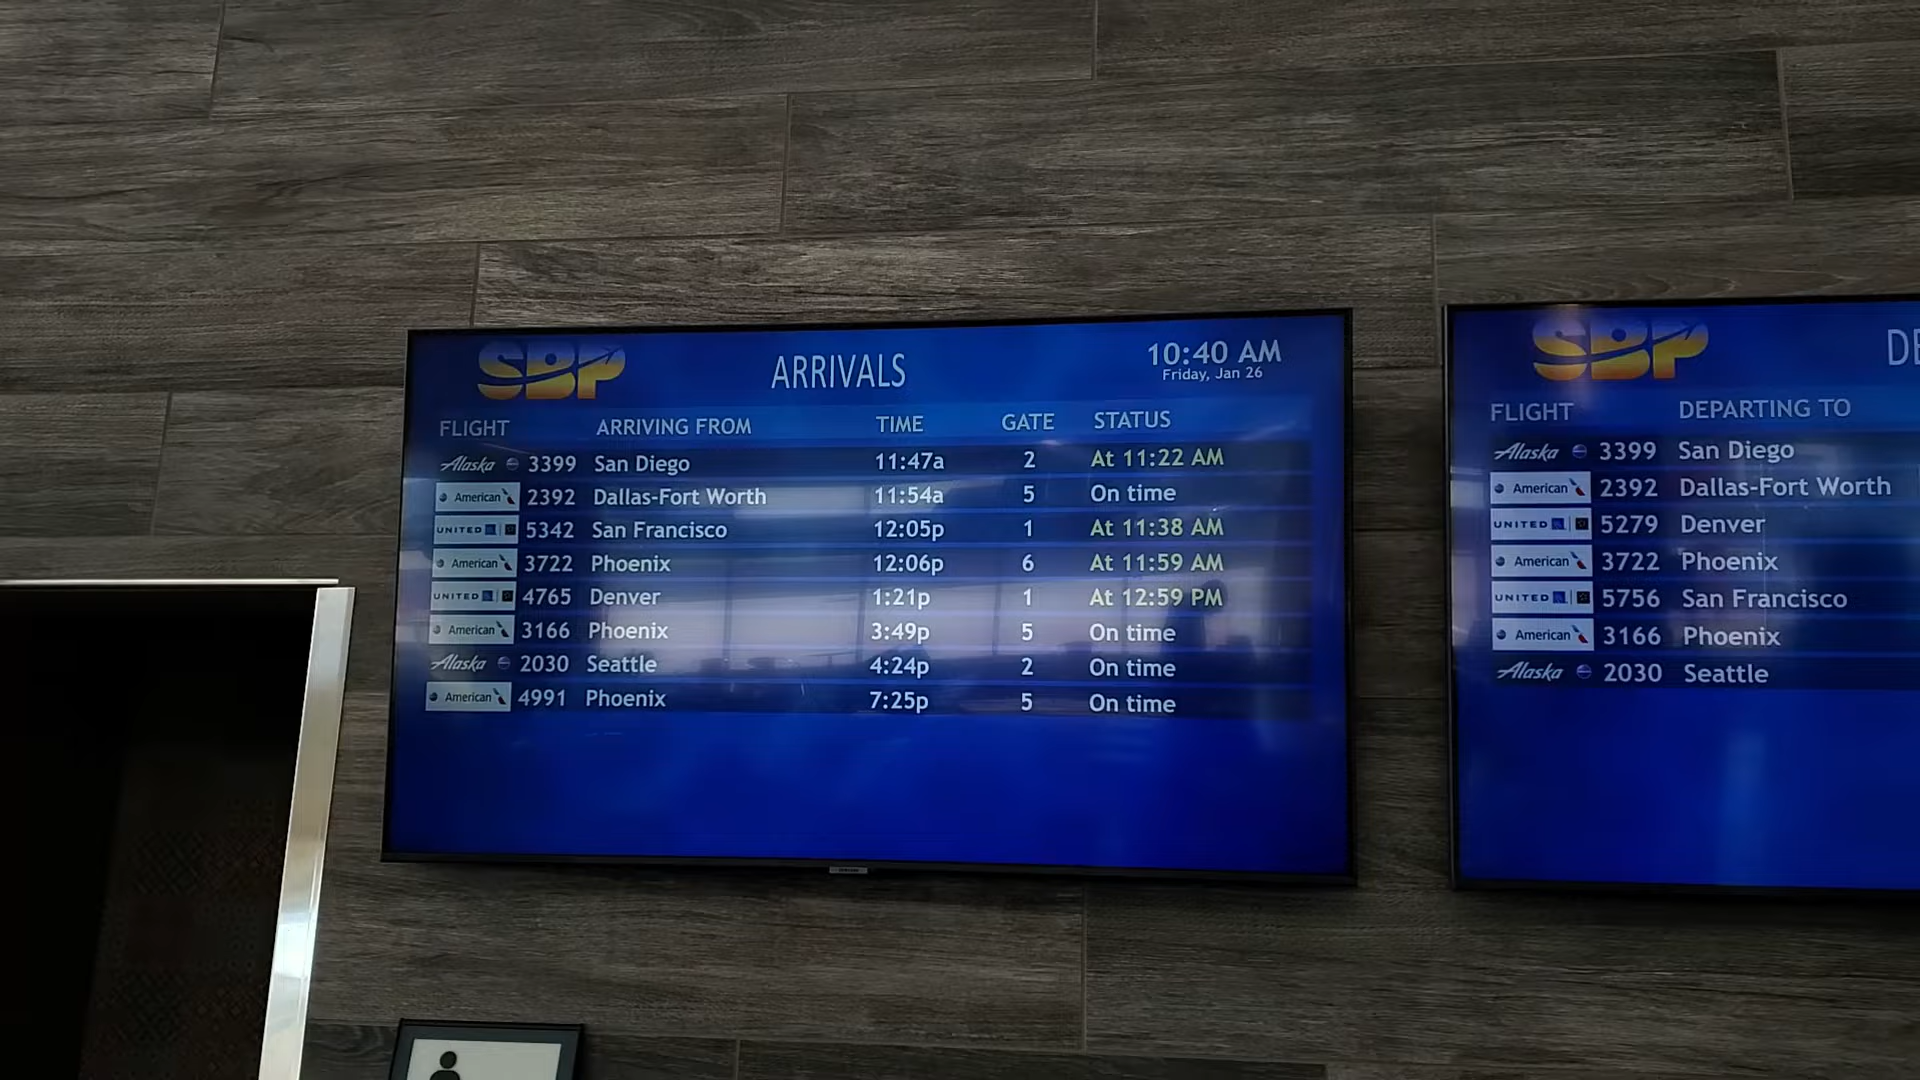 SBP
ARRIVALS
10:40 AM
Friday, Jan 26
FLIGHT ARRIVING FROM TIME GATE STATUS
Alaska 3399 San Diego 11:47a 2 At 11:22 AM
American 2392 Dallas-Fort Worth 11:54a 5 On time
UNITED 5342 San Francisco 12:05p 1 At 11:38 AM
American 3722 Phoenix 12:06p 6 At 11:59 AM
UNITED 4765 Denver 1:21p 1 At 12:59 PM
American 3166 Phoenix 3:49p 5 On time
Alaska 2030 Seattle 4:24p 2 On time
American 4991 Phoenix 7:25p 5 On time
SBP
DE
FLIGHT DEPARTING TO
Alaska 3399 San Diego
American 2392 Dallas-Fort Worth
UNITED 5279 Denver
American 3722 Phoenix
UNITED 5756 San Francisco
American 3166 Phoenix
Alaska 2030 Seattle